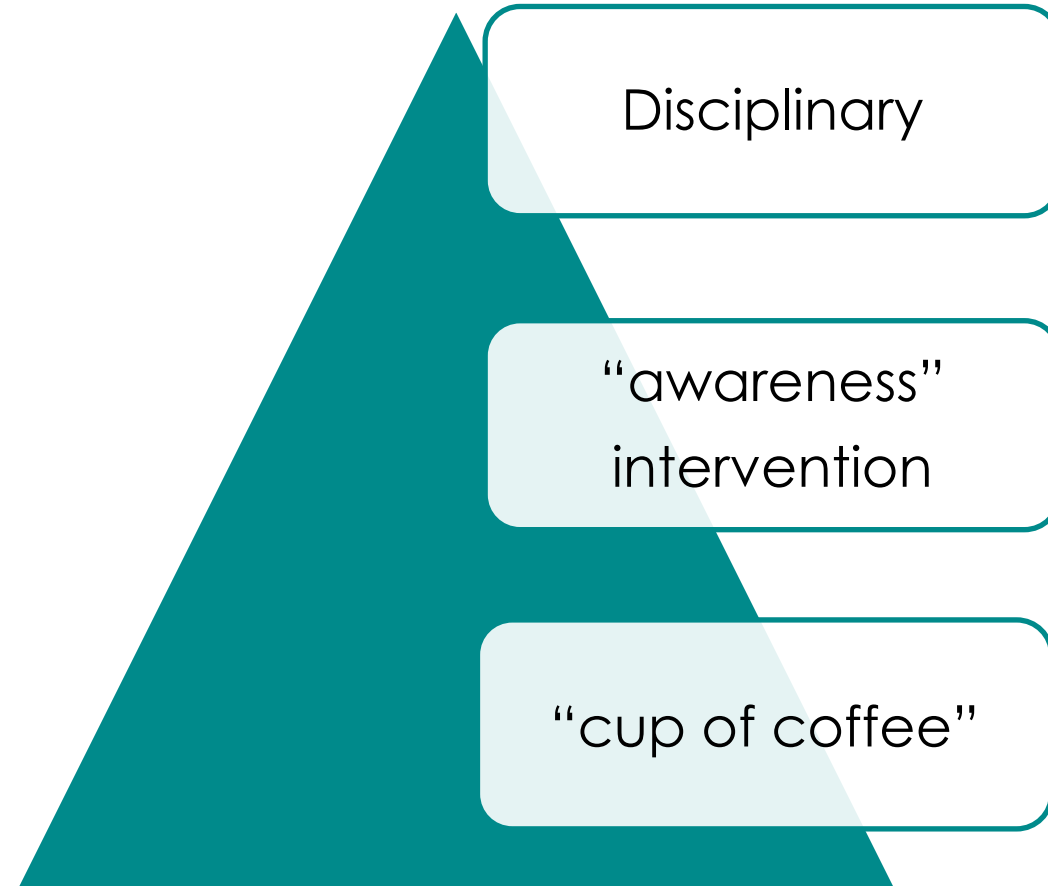 Disciplinary
“awareness”
intervention
“cup of coffee”